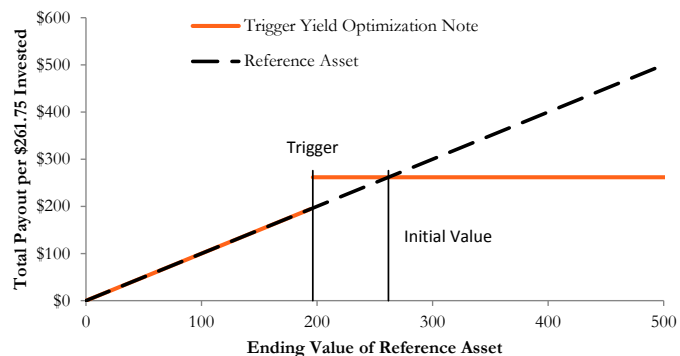 $600
$500
$400
$300
$200
$100
$0
Total Payout per $261.75 Invested
Trigger Yield Optimization Note
Reference Asset
Trigger
Initial Value
0
100
200
300
400
500
Ending Value of Reference Asset